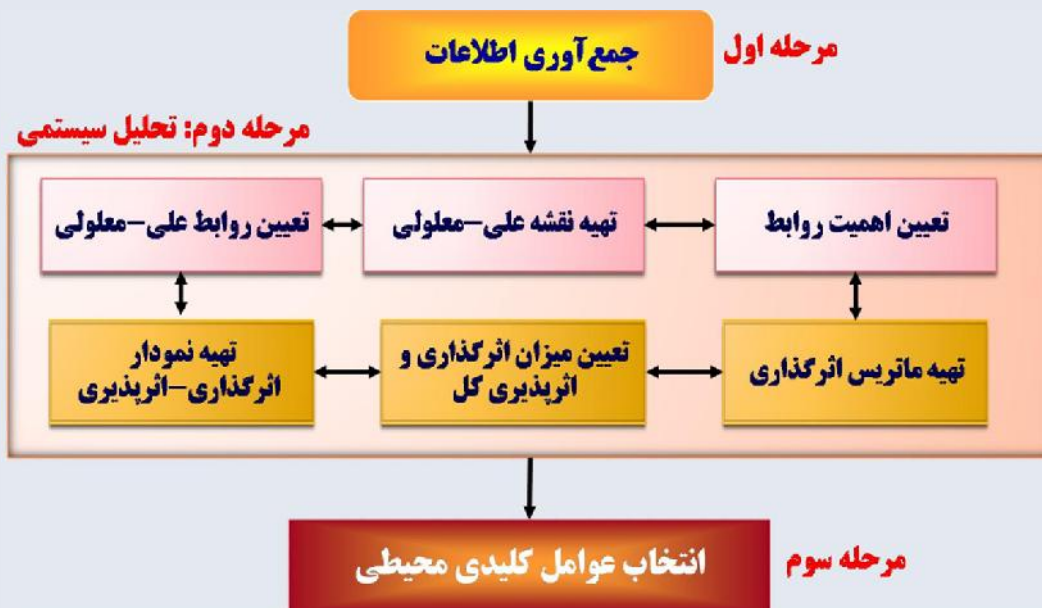 مرحله اول
جمع‌آوری اطلاعات
مرحله دوم: تحلیل سیستمی
تعیین اهمیت روابط
تهیه نقشه علی-معلولی
تعیین روابط علی-معلولی
تهیه ماتریس اثرگذاری
تعیین میزان اثرگذاری و
اثرپذیری کل
تهیه نمودار
اثرگذاری-اثرپذیری
مرحله سوم
انتخاب عوامل کلیدی محیطی